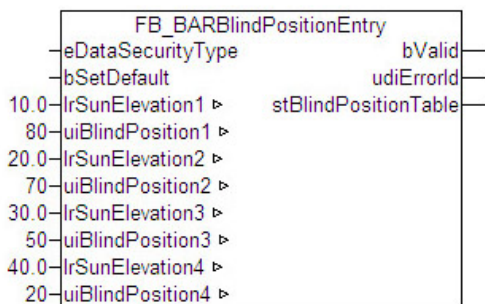 FB_BARBlindPositionEntry
eDataSecurityType bValid
bSetDefault udiErrorId
10.0 lrSunElevation1 stBlindPositionTable
80 uiBlindPosition1
20.0 lrSunElevation2
70 uiBlindPosition2
30.0 lrSunElevation3
50 uiBlindPosition3
40.0 lrSunElevation4
20 uiBlindPosition4